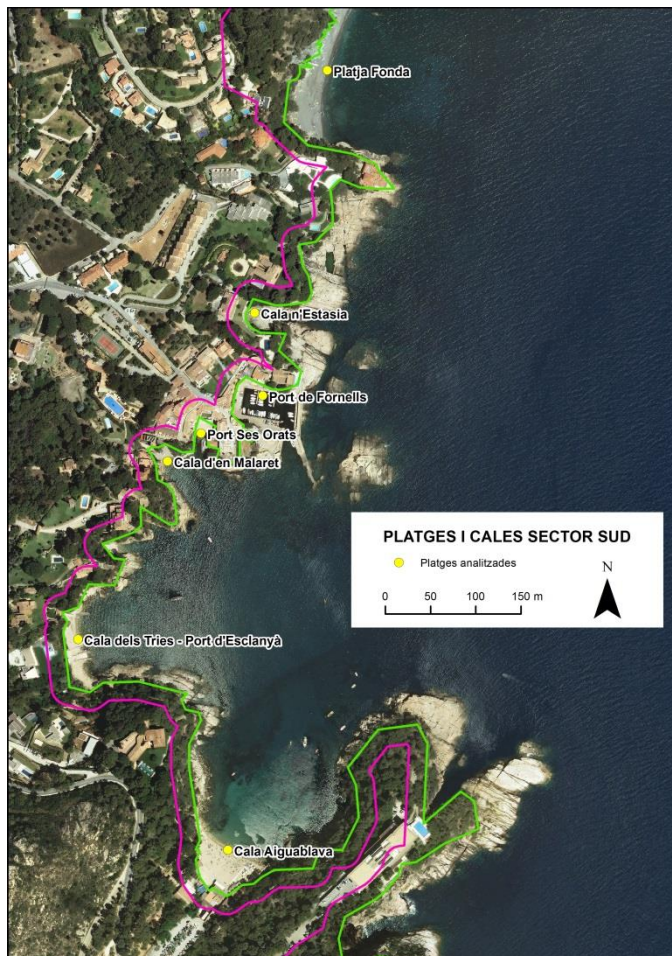 Platja Fonda
Cala n'Estasia
Port de Fornells
Port Ses Orats
Cala d'en Malaret
PLATGES I CALES SECTOR SUD
Platges analitzades
N
0 50 100 150 m
Cala dels Tries - Port d'Esclanyà
Cala Aiguablava